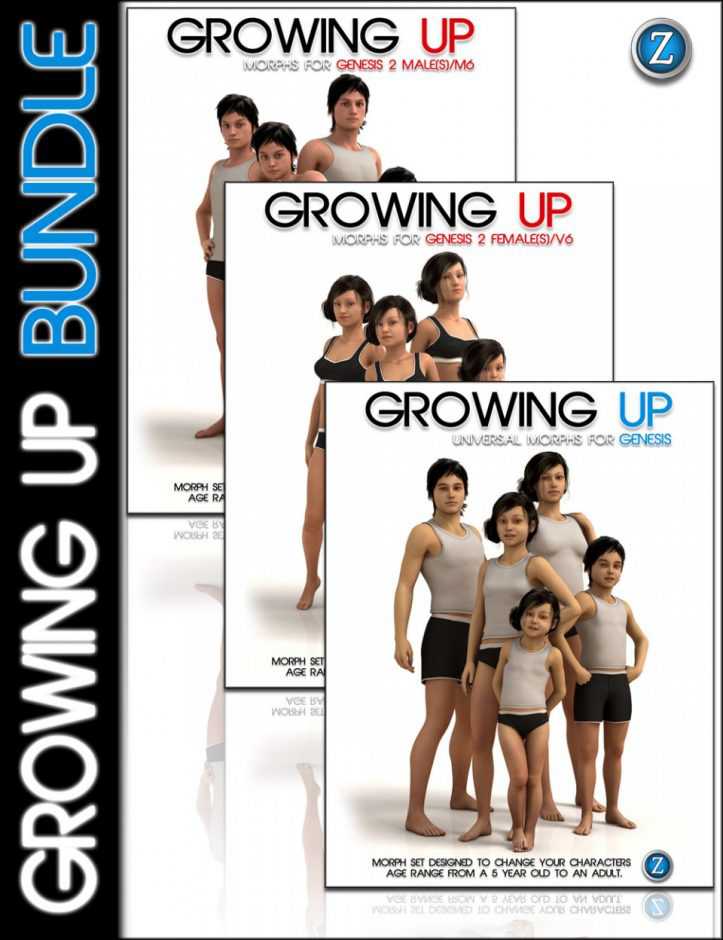 GROWING UP BUNDLE
GROWING UP
MORPHS FOR GENESIS 2 MALE(S)/M6
Z
GROWING UP
MORPHS FOR GENESIS 2 FEMALE(S)/V6
GROWING UP
UNIVERSAL MORPHS FOR GENESIS
MORPH SET
AGE RA
MORPH SET
AGE RA
MORPH SET DESIGNED TO CHANGE YOUR CHARACTERS
AGE RANGE FROM A 5 YEAR OLD TO AN ADULT.
Z